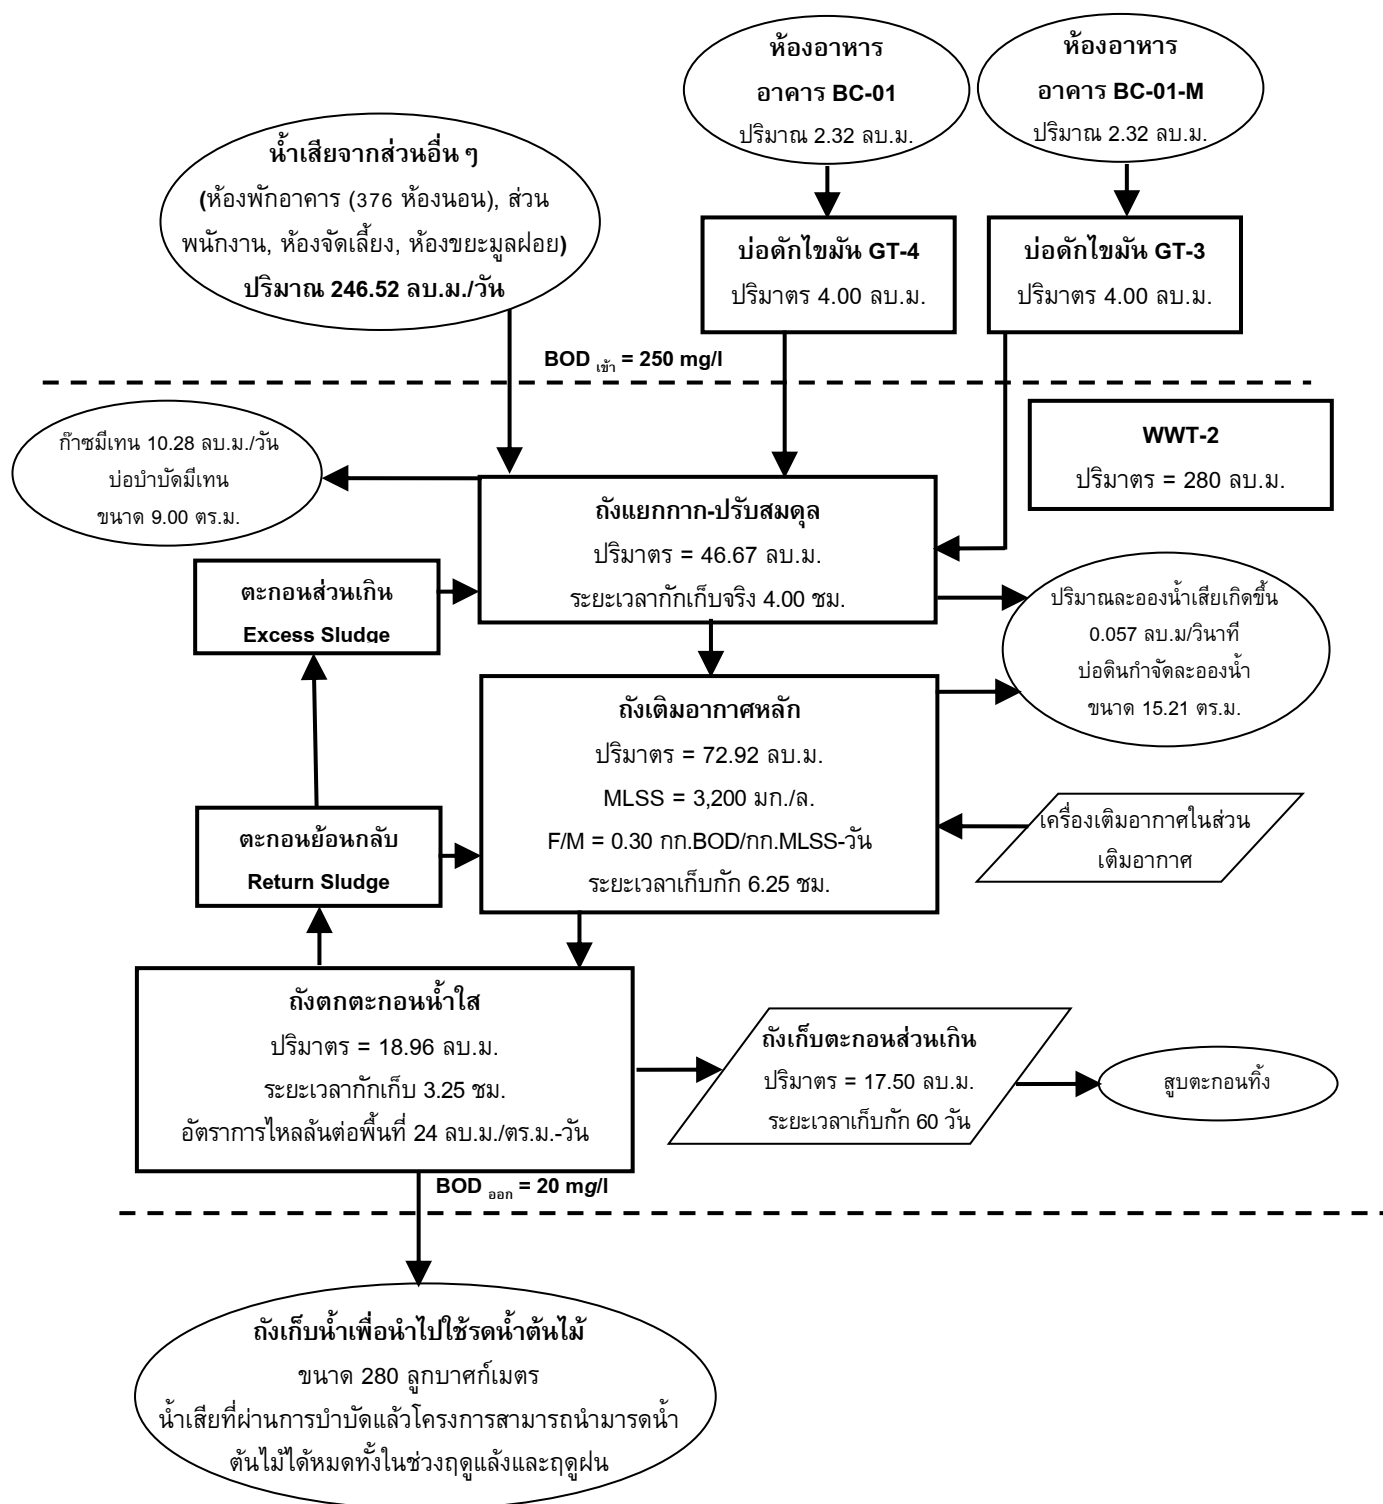 ห้องอาหาร
อาคาร BC-01
ปริมาณ 2.32 ลบ.ม.
ห้องอาหาร
อาคาร BC-01-M
ปริมาณ 2.32 ลบ.ม.
น้ำเสียจากส่วนอื่น ๆ
(ห้องพักอาคาร (376 ห้องนอน), ส่วน
พนักงาน, ห้องจัดเลี้ยง, ห้องขยะมูลฝอย)
ปริมาณ 246.52 ลบ.ม./วัน
บ่อดักไขมัน GT-4
ปริมาตร 4.00 ลบ.ม.
บ่อดักไขมัน GT-3
ปริมาตร 4.00 ลบ.ม.
BOD เข้า = 250 mg/l
ก๊าซมีเทน 10.28 ลบ.ม./วัน
บ่อบำบัดมีเทน
ขนาด 9.00 ตร.ม.
WWT-2
ปริมาตร = 280 ลบ.ม.
ถังแยกกาก-ปรับสมดุล
ปริมาตร = 46.67 ลบ.ม.
ระยะเวลากักเก็บจริง 4.00 ชม.
ตะกอนส่วนเกิน
Excess Sludge
ปริมาณละอองน้ำเสียเกิดขึ้น
0.057 ลบ.ม/วินาที
บ่อดินกำจัดละอองน้ำ
ขนาด 15.21 ตร.ม.
ถังเติมอากาศหลัก
ปริมาตร = 72.92 ลบ.ม.
MLSS = 3,200 มก./ล.
F/M = 0.30 กก.BOD/กก.MLSS-วัน
ระยะเวลาเก็บกัก 6.25 ชม.
เครื่องเติมอากาศในส่วน
เติมอากาศ
ตะกอนย้อนกลับ
Return Sludge
ถังตกตะกอนน้ำใส
ปริมาตร = 18.96 ลบ.ม.
ระยะเวลากักเก็บ 3.25 ชม.
อัตราการไหลล้นต่อพื้นที่ 24 ลบ.ม./ตร.ม.-วัน
ถังเก็บตะกอนส่วนเกิน
ปริมาตร = 17.50 ลบ.ม.
ระยะเวลาเก็บกัก 60 วัน
สูบตะกอนทิ้ง
BOD ออก = 20 mg/l
ถังเก็บน้ำเพื่อนำไปใช้รดน้ำต้นไม้
ขนาด 280 ลูกบาศก์เมตร
น้ำเสียที่ผ่านการบำบัดแล้วโครงการสามารถนำมารดน้ำ
ต้นไม้ได้หมดทั้งในช่วงฤดูแล้งและฤดูฝน